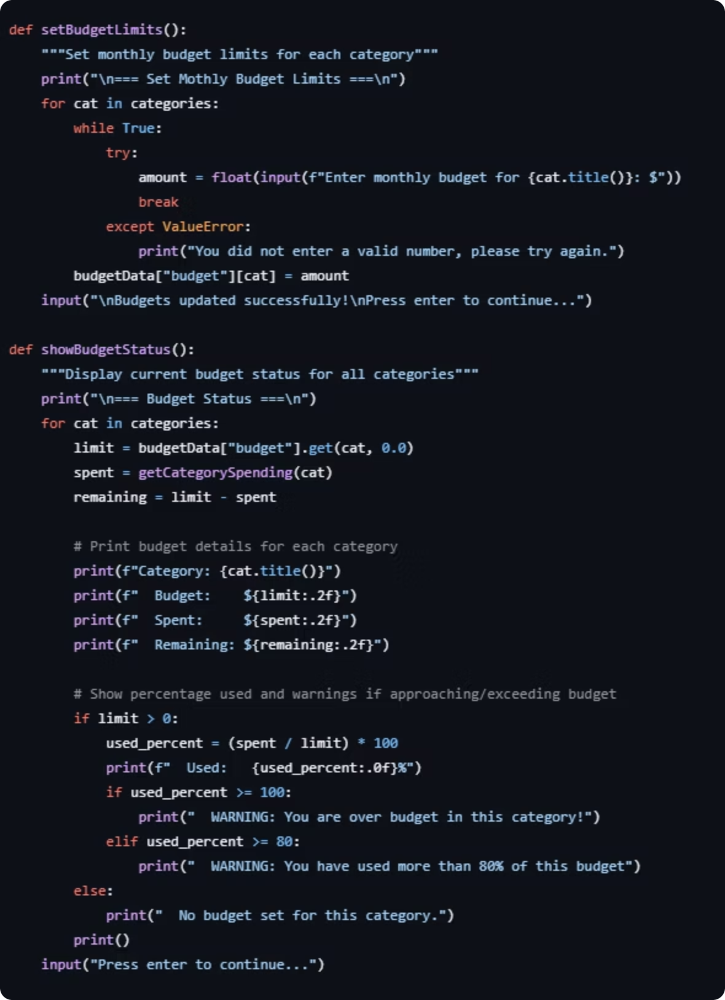 def setBudgetLimits():
    """Set monthly budget limits for each category"""
    print("\n=== Set Mothly Budget Limits ===\n")
    for cat in categories:
        while True:
            try:
                amount = float(input(f"Enter monthly budget for {cat.title()}: $"))
                break
            except ValueError:
                print("You did not enter a valid number, please try again.")
        budgetData["budget"][cat] = amount
    input("\nBudgets updated successfully!\nPress enter to continue...")

def showBudgetStatus():
    """Display current budget status for all categories"""
    print("\n=== Budget Status ===\n")
    for cat in categories:
        limit = budgetData["budget"].get(cat, 0.0)
        spent = getCategorySpending(cat)
        remaining = limit - spent

        # Print budget details for each category
        print(f"Category: {cat.title()}")
        print(f"  Budget:    ${limit:.2f}")
        print(f"  Spent:     ${spent:.2f}")
        print(f"  Remaining: ${remaining:.2f}")

        # Show percentage used and warnings if approaching/exceeding budget
        if limit > 0:
            used_percent = (spent / limit) * 100
            print(f"  Used:   {used_percent:.0f}%")
            if used_percent >= 100:
                print("  WARNING: You are over budget in this category!")
            elif used_percent >= 80:
                print("  WARNING: You have used more than 80% of this budget")
        else:
            print("  No budget set for this category.")
        print()
    input("Press enter to continue...")